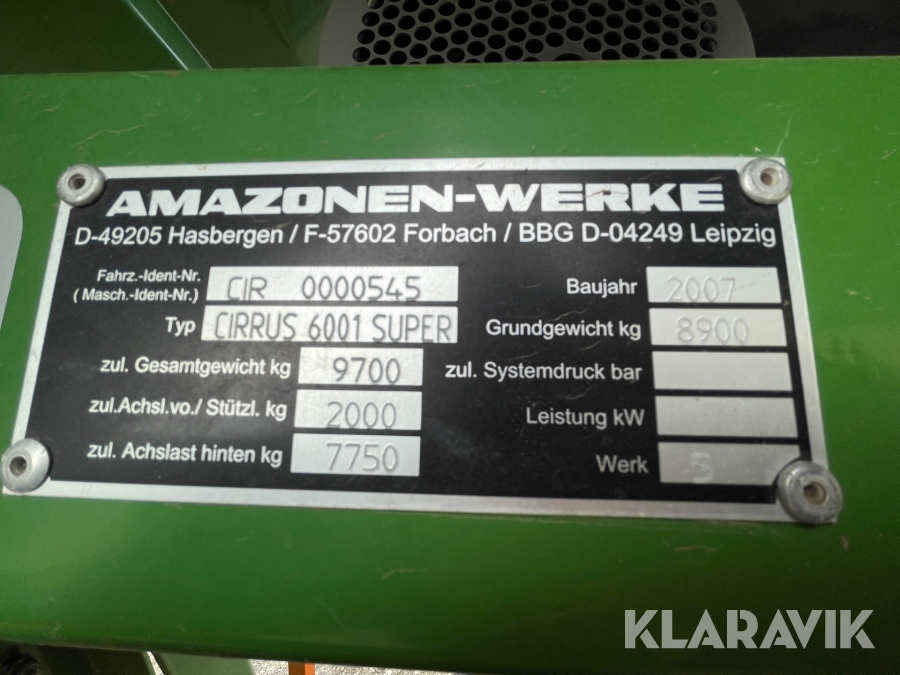 AMAZONEN-WERKE
D-49205 Hasbergen / F-57602 Forbach / BBG D-04249 Leipzig
Fahrz.-Ident-Nr.
(Masch.-Ident-Nr.) CIR 0000545
Baujahr 2007
Typ CIRRUS 6001 SUPER
Grundgewicht kg 8900
zul. Gesamtgewicht kg 9700
zul. Systemdruck bar
zul.Achsl.vo./ Stützl. kg 2000
Leistung kW
zul. Achslast hinten kg 7750
Werk 5
KLARAVIK